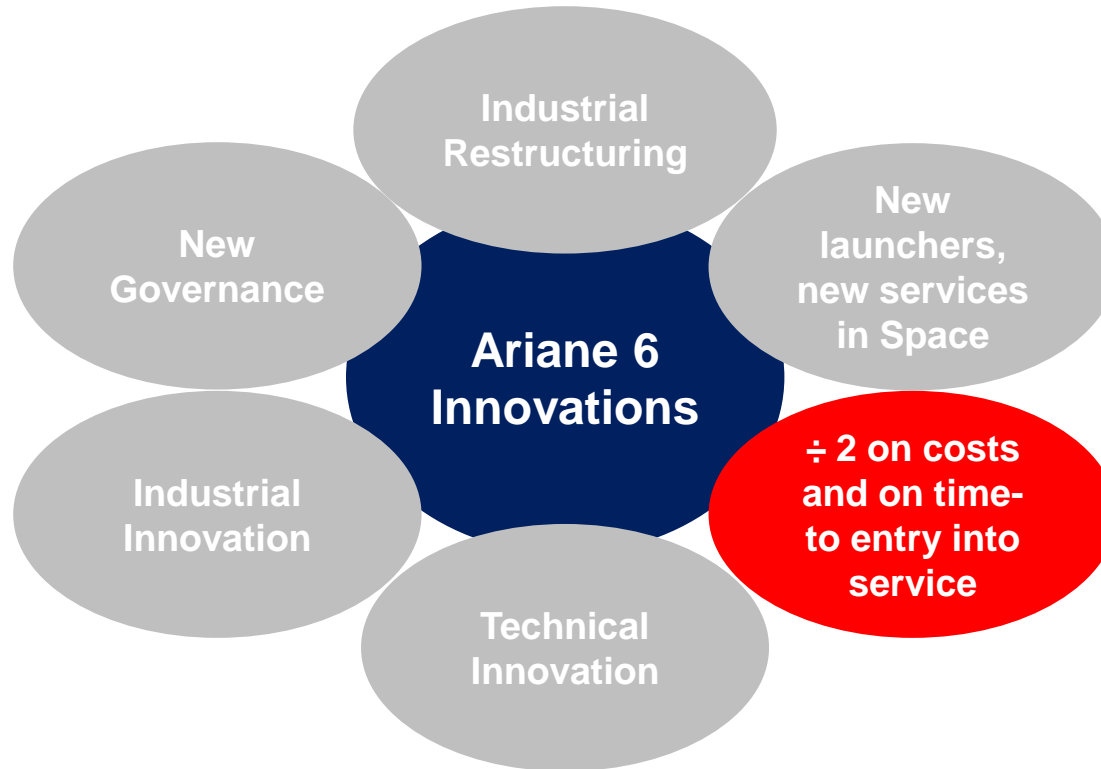 Industrial
Restructuring
New
launchers,
new services
in Space
New
Governance
Ariane 6
Innovations
÷ 2 on costs
and on time-
to entry into
service
Industrial
Innovation
Technical
Innovation